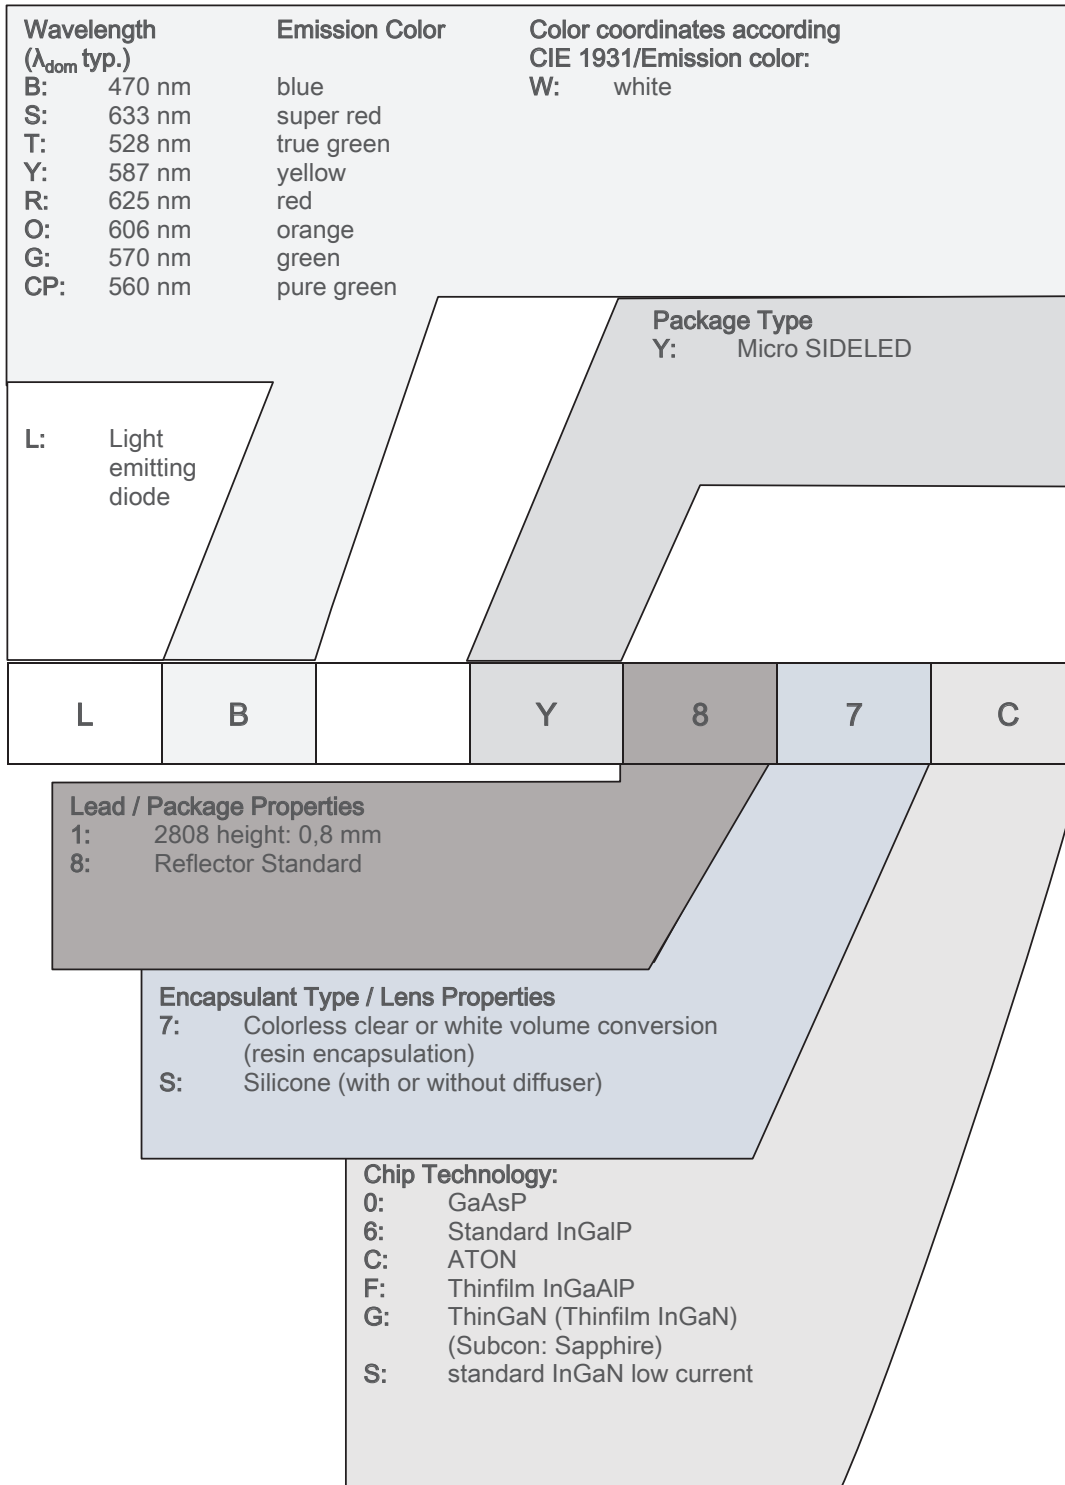 Wavelength Emission Color Color coordinates according
(λdom typ.) CIE 1931/Emission color:
B: 470 nm blue W: white
S: 633 nm super red
T: 528 nm true green
Y: 587 nm yellow
R: 625 nm red
O: 606 nm orange
G: 570 nm green
CP: 560 nm pure green
Package Type
Y: Micro SIDELED
L: Light
emitting
diode
L B Y 8 7 C
Lead / Package Properties
1: 2808 height: 0,8 mm
8: Reflector Standard
Encapsulant Type / Lens Properties
7: Colorless clear or white volume conversion
(resin encapsulation)
S: Silicone (with or without diffuser)
Chip Technology:
0: GaAsP
6: Standard InGalP
C: ATON
F: Thinfilm InGaAlP
G: ThinGaN (Thinfilm InGaN)
(Subcon: Sapphire)
S: standard InGaN low current